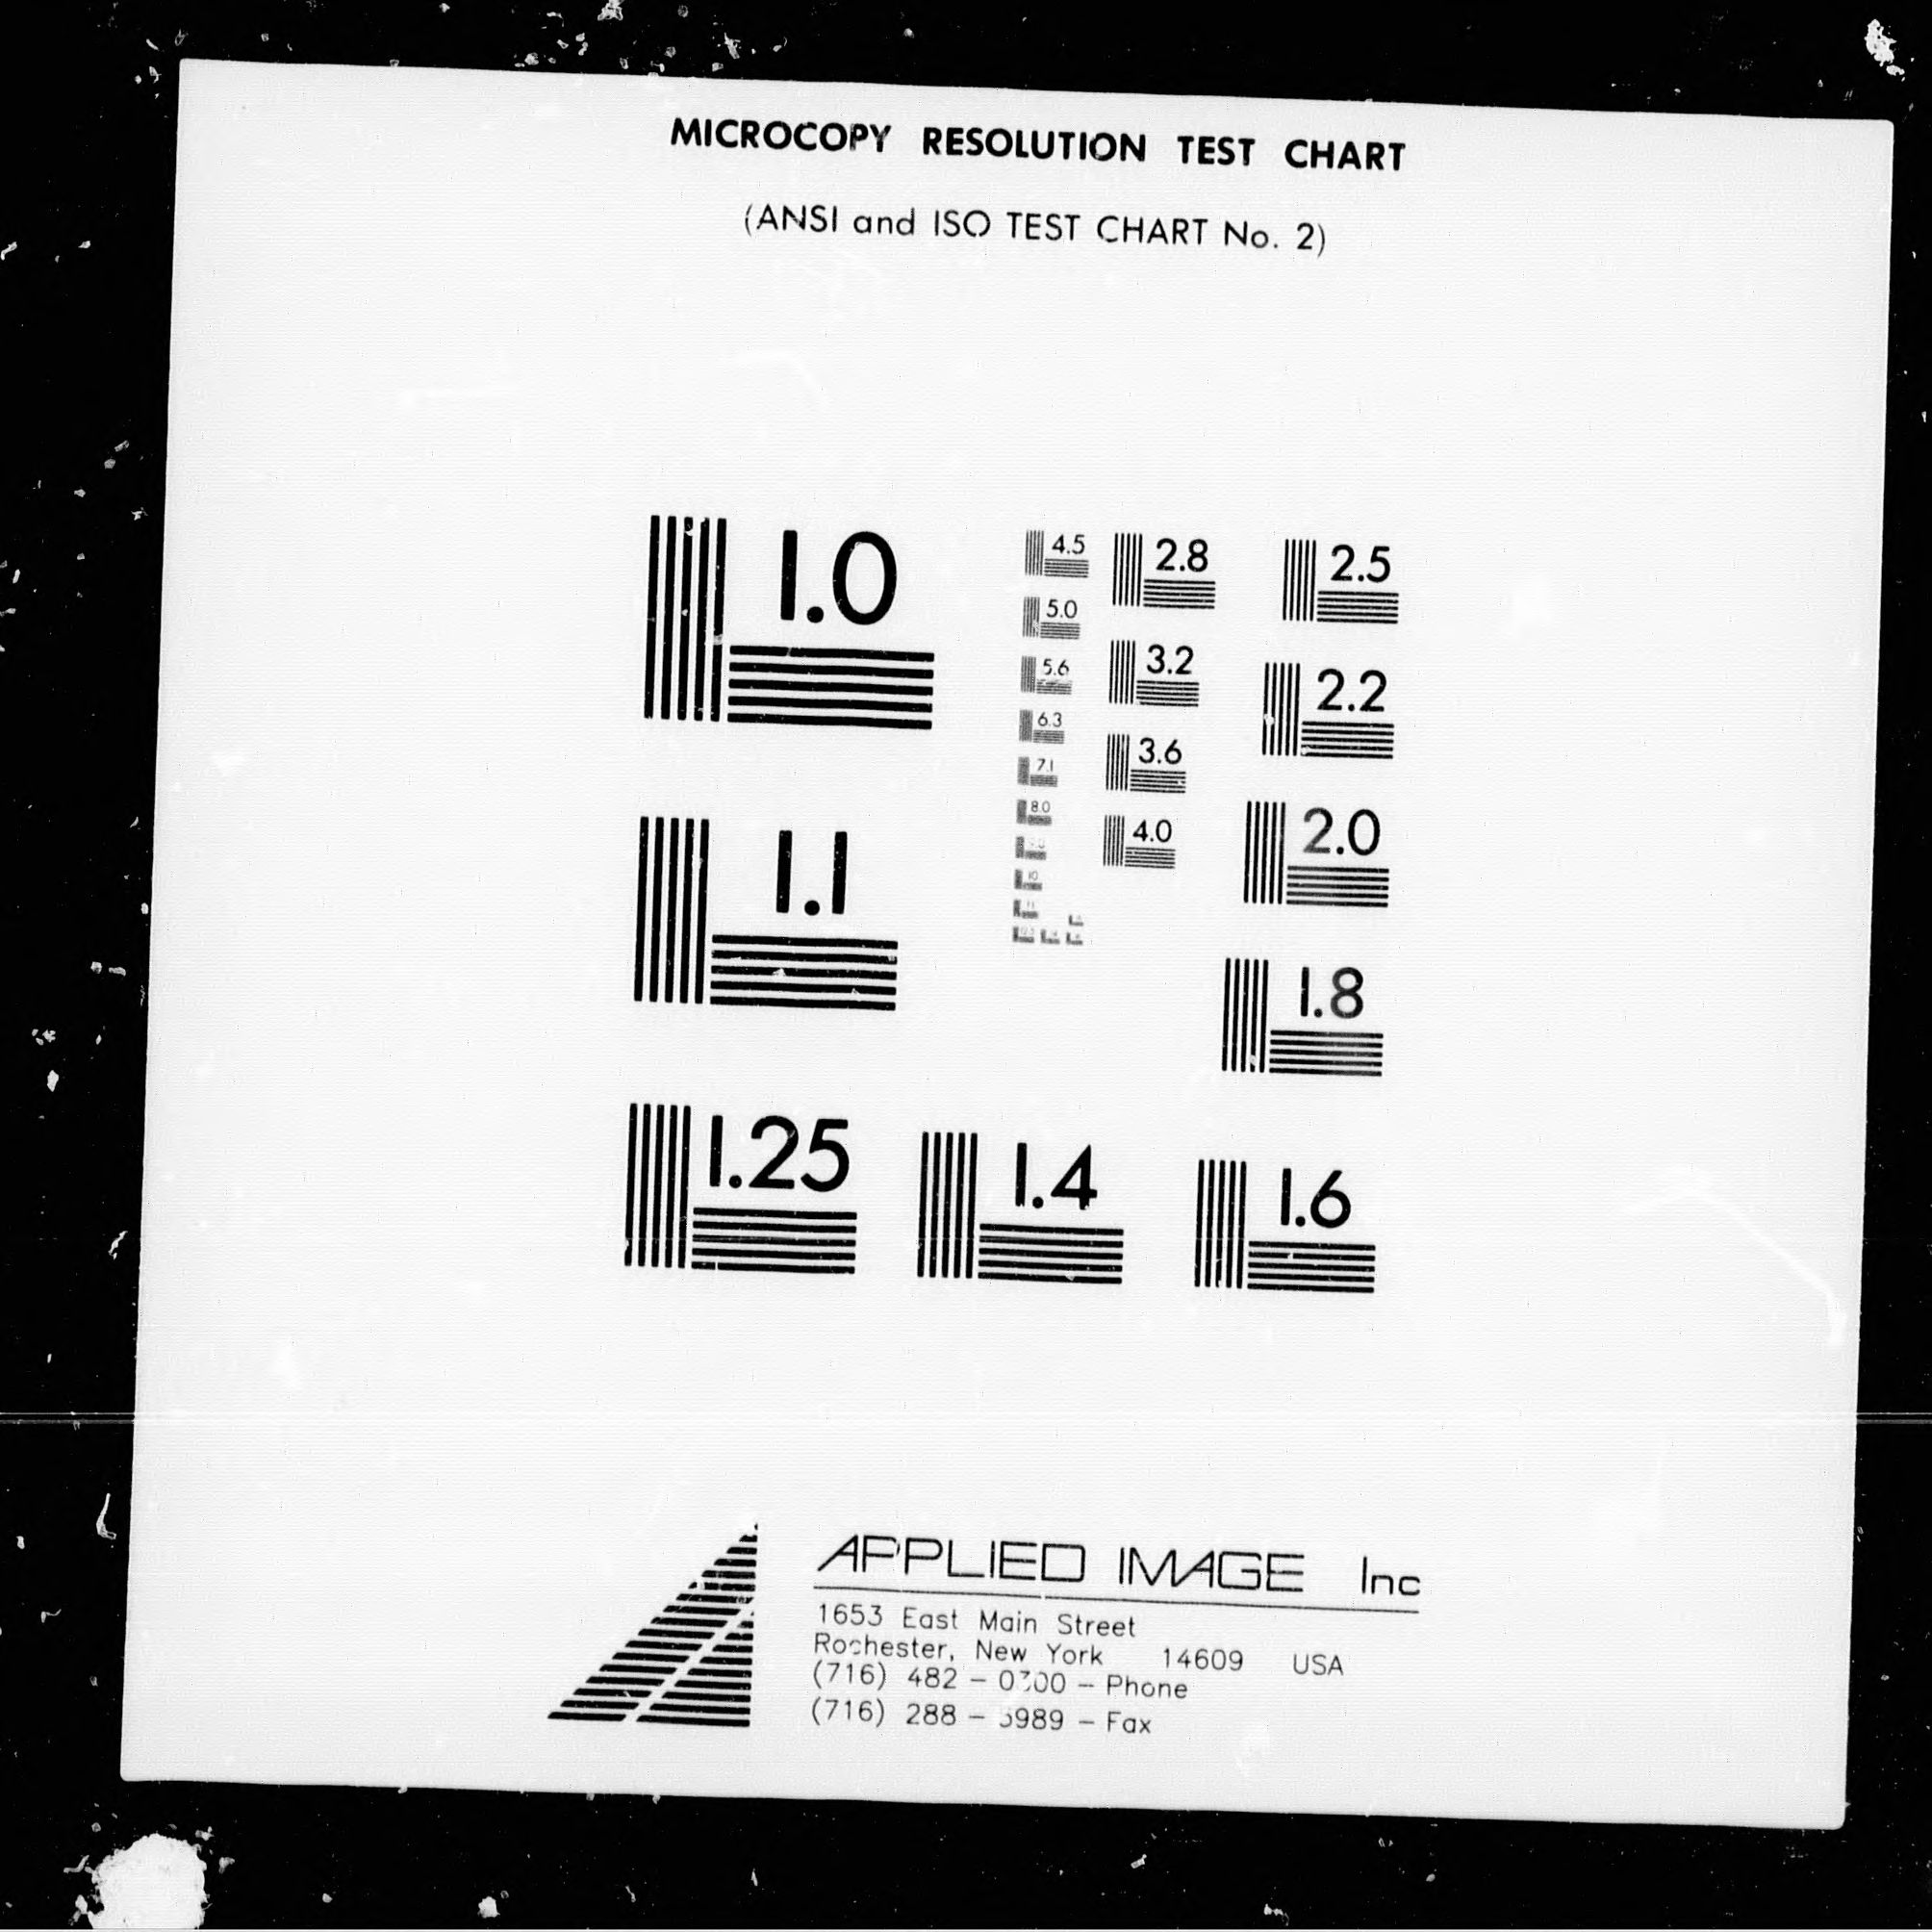 MICROCOPY RESOLUTION TEST CHART
(ANSI and ISO TEST CHART No. 2)
1.0
1.1
1.25
1.4
1.6
1.8
2.0
2.2
2.5
2.8
3.2
3.6
4.0
4.5
5.0
5.6
6.3
7.1
8.0
10
APPLIED IMAGE Inc
1653 East Main Street
Rochester, New York 14609 USA
(716) 482 – – Phone
(716) 288 – – Fax